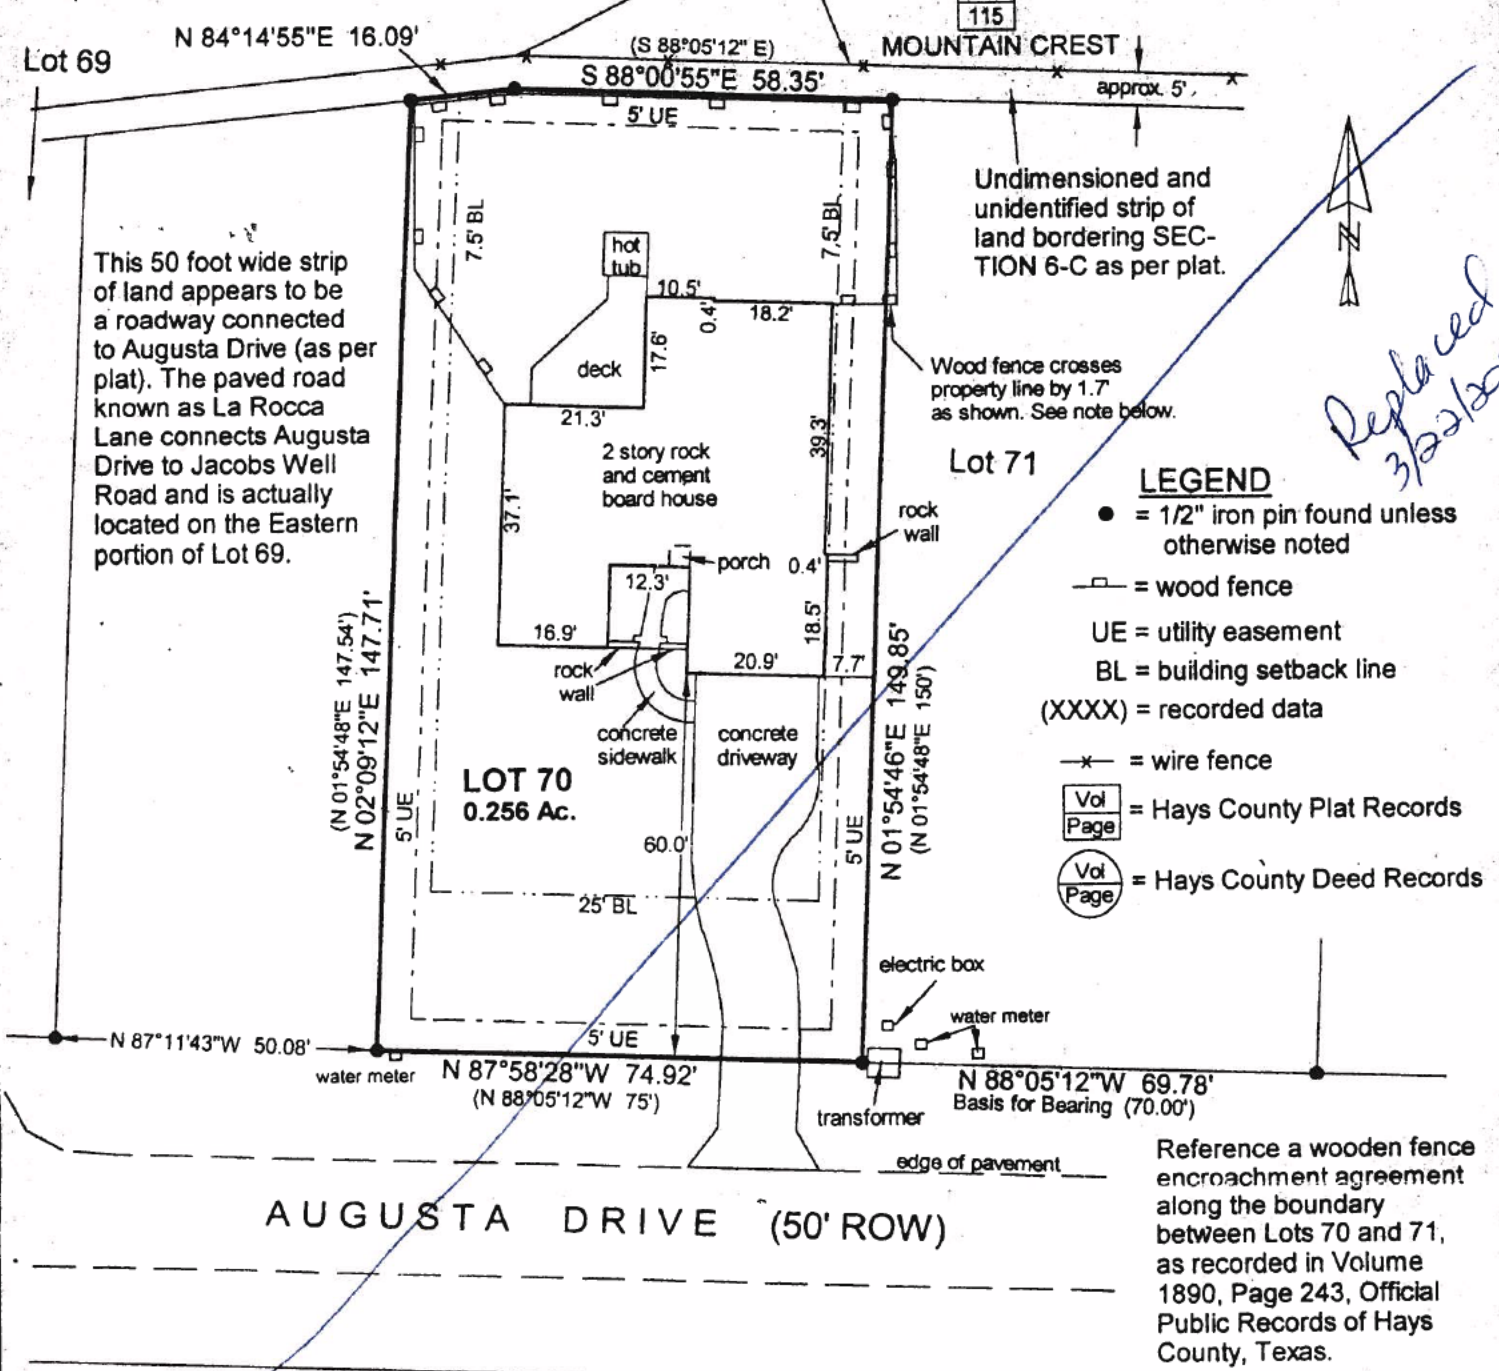 115
N 84°14'55"E 16.09'
(S 88°05'12" E)
MOUNTAIN CREST
Lot 69
S 88°00'55"E 58.35'
approx. 5'
5' UE
Undimensioned and
unidentified strip of
land bordering SEC-
TION 6-C as per plat.
N
7.5' BL
7.5' BL
hot
tub
This 50 foot wide strip
of land appears to be
a roadway connected
to Augusta Drive (as per
plat). The paved road
known as La Rocca
Lane connects Augusta
Drive to Jacobs Well
Road and is actually
located on the Eastern
portion of Lot 69.
10.5'
0.4'
18.2'
17.6'
deck
21.3'
Wood fence crosses
property line by 1.7'
as shown. See note below.
Replaced
39.3'
2 story rock
and cement
board house
Lot 71
37.1'
rock
wall
porch
0.4'
12.3'
18.5'
16.9'
20.9'
7.7'
rock
wall
concrete
sidewalk
concrete
driveway
LEGEND
= 1/2" iron pin found unless
otherwise noted
= wood fence
UE = utility easement
BL = building setback line
(XXXX) = recorded data
= wire fence
Vol
Page
= Hays County Plat Records
Vol
Page
= Hays County Deed Records
(N 01°54'48"E 147.54')
N 02°09'12"E 147.71'
5' UE
LOT 70
0.256 Ac.
60.0'
5' UE
N 01°54'46"E 149.85'
(N 01°54'48"E 150')
25' BL
electric box
water meter
5' UE
N 87°11'43"W 50.08'
water meter
N 87°58'28"W 74.92'
(N 88°05'12"W 75')
transformer
N 88°05'12"W 69.78'
Basis for Bearing (70.00')
edge of pavement
AUGUSTA DRIVE (50' ROW)
Reference a wooden fence
encroachment agreement
along the boundary
between Lots 70 and 71,
as recorded in Volume
1890, Page 243, Official
Public Records of Hays
County, Texas.